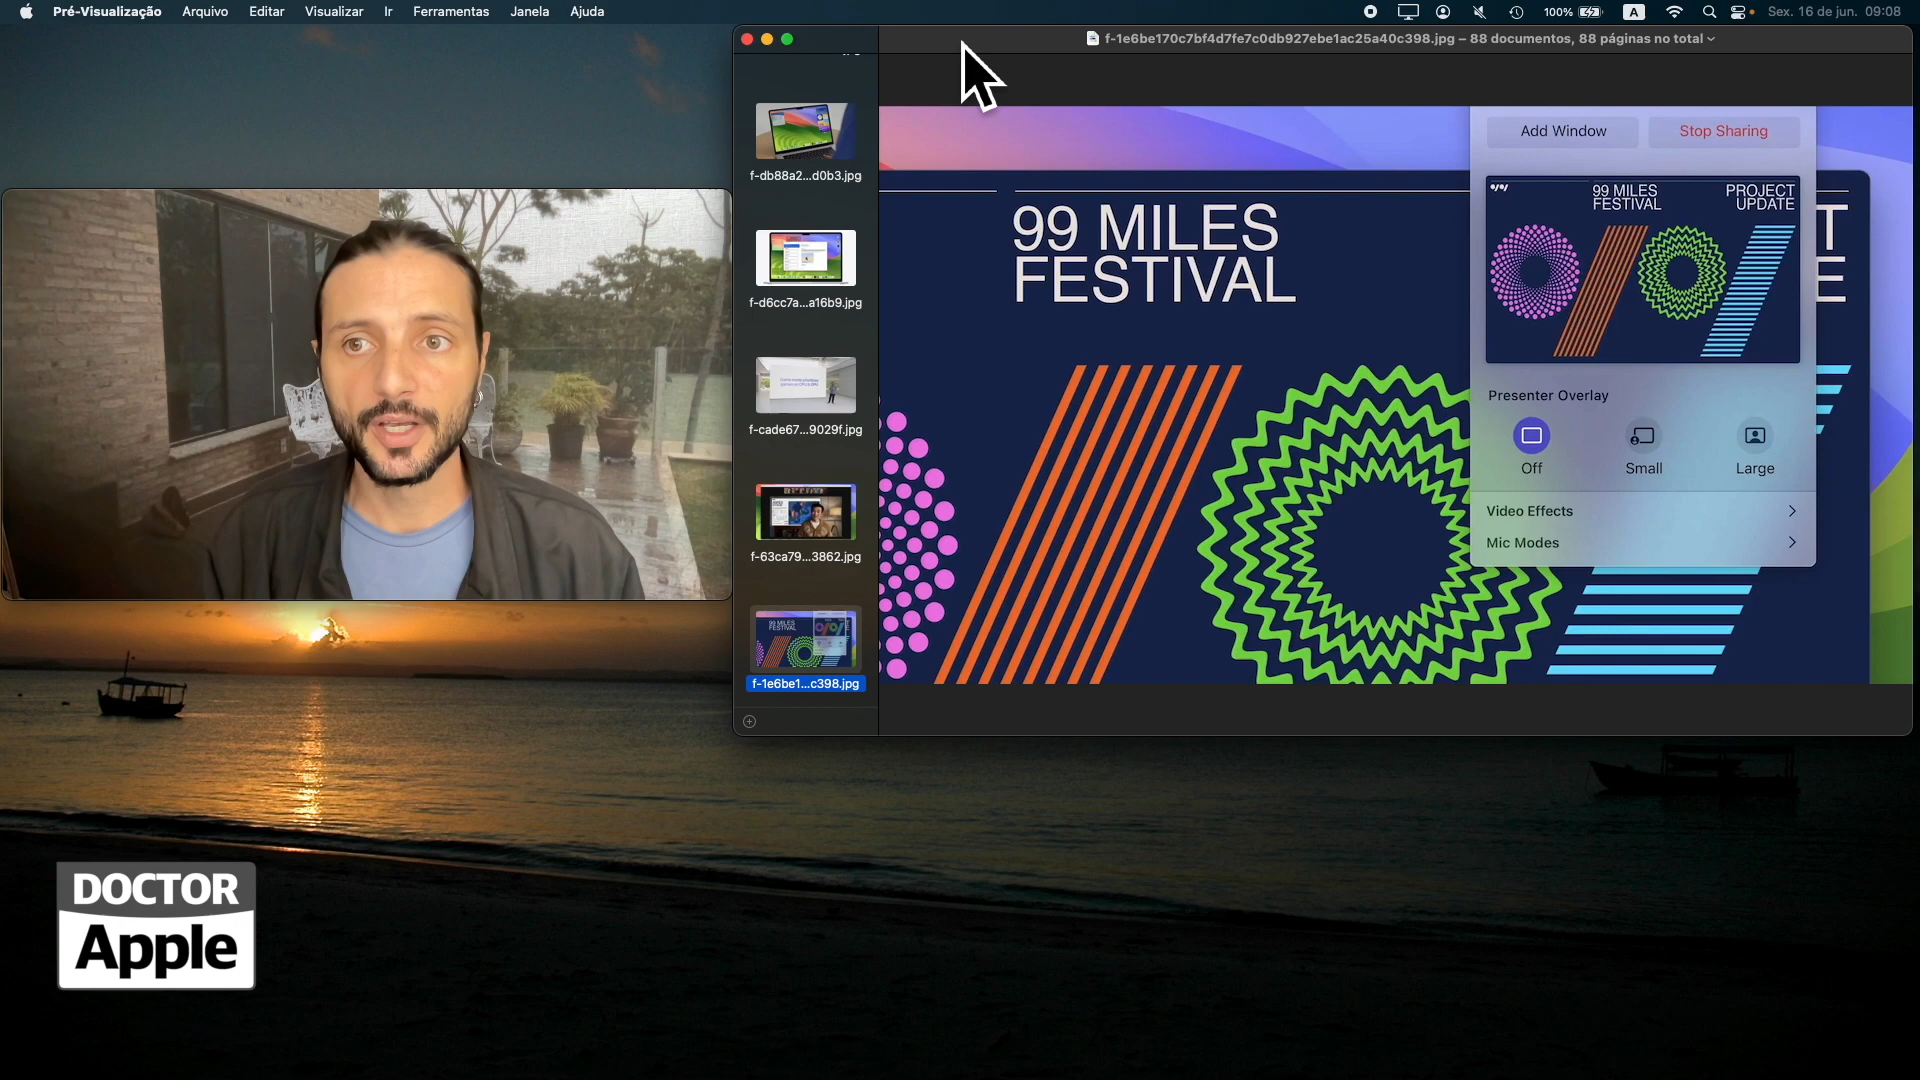 Pré-Visualização Arquivo Editar Visualizar Ir Ferramentas Janela Ajuda
100% A Sex. 16 de jun. 09:08
f-1e6be170c7bf4d7fe7c0db927ebe1ac25a40c398.jpg – 88 documentos, 88 páginas no total
f-db88a2...d0b3.jpg
f-d6cc7a...a16b9.jpg
f-cade67...9029f.jpg
f-63ca79...3862.jpg
99 MILES
FESTIVAL
f-1e6be1...c398.jpg
99 MILES
FESTIVAL
T
E
Add Window Stop Sharing
99 MILES
FESTIVAL
PROJECT
UPDATE
Presenter Overlay
Off Small Large
Video Effects
Mic Modes
DOCTOR
Apple